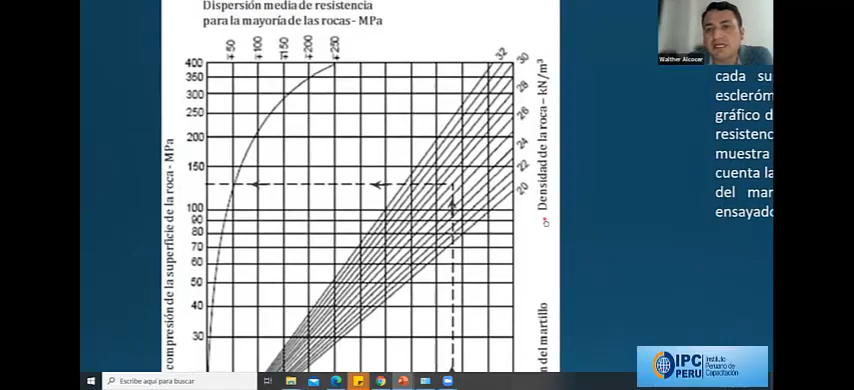 Dispersión media de resistencia
para la mayoría de las rocas - MPa
∓50
∓100
∓150
∓200
∓250
400
350
300
250
200
150
100
90
80
70
60
50
40
30
compresión de la superficie de la roca - MPa
32
30
28
26
24
22
20
Densidad de la roca – kN/m³
n del martillo
Walther Alcocer
cada su
escleróm
gráfico d
resistenc
muestra
cuenta la
del mar
ensayado
IPC
PERU
Instituto
Peruano de
Capacitación
Escribe aquí para buscar